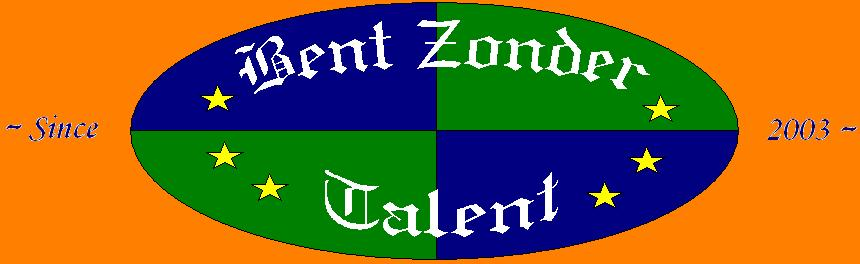 Bent Zonder
~ Since
2003 ~
Talent